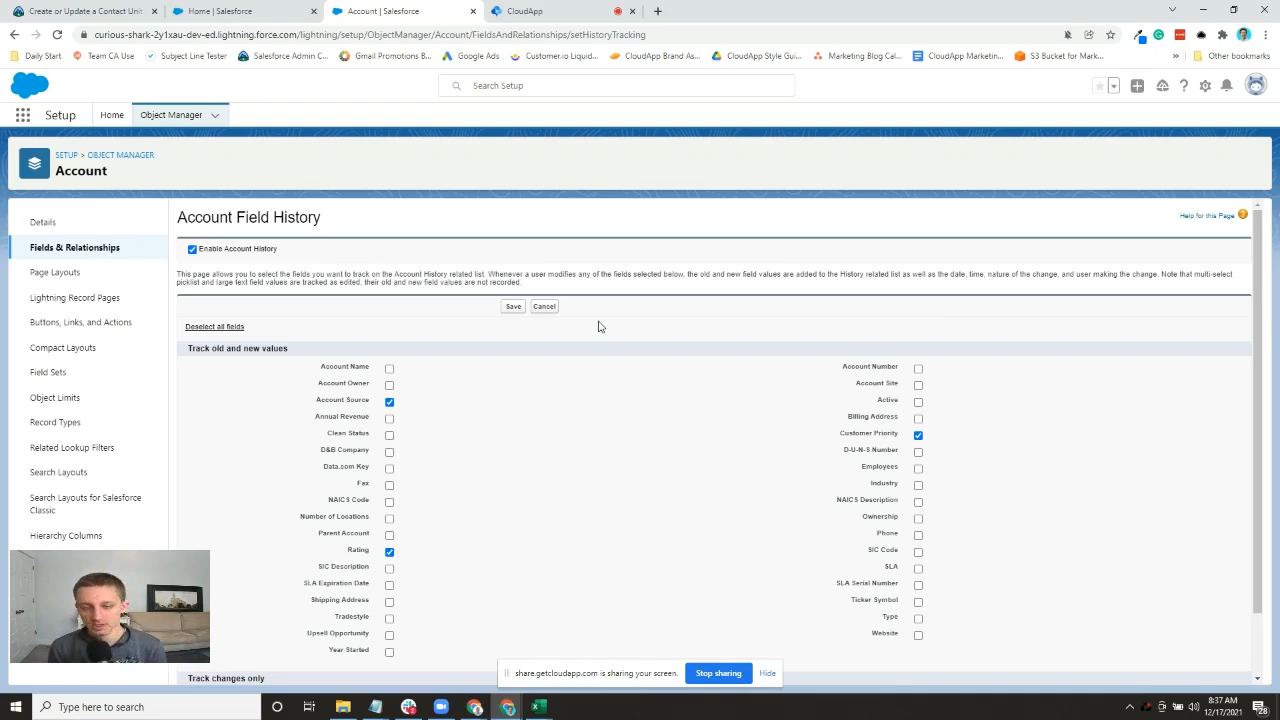 Create or Update a Contact Unit
Home | Salesforce
Account | Salesforce
CloudApp
curious-shark-2y1xau-dev-ed.lightning.force.com/lightning/setup/ObjectManager/Account/FieldsAndRelationships/setHistoryTracking
Daily Start
Team CA Use
Subject Line Tester
Salesforce Admin C...
Gmail Promotions B...
Google Ads
Customer.io Liquid...
CloudApp Brand As...
CloudApp Style Gui...
Marketing Blog Cal...
CloudApp Marketing...
S3 Bucket for Mark...
»
Other bookmarks
Search Setup
Setup
Home
Object Manager
SETUP > OBJECT MANAGER
Account
Details
Fields & Relationships
Page Layouts
Lightning Record Pages
Buttons, Links, and Actions
Compact Layouts
Field Sets
Object Limits
Record Types
Related Lookup Filters
Search Layouts
Search Layouts for Salesforce
Classic
Hierarchy Columns
Account Field History
Help for this Page
Enable Account History
This page allows you to select the fields you want to track on the Account History related list. Whenever a user modifies any of the fields selected below, the old and new field values are added to the History related list as well as the date, time, nature of the change, and user making the change. Note that multi-select
picklist and large text field values are tracked as edited, their old and new field values are not recorded.
Save Cancel
Deselect all fields
Track old and new values
Account Name Account Number
Account Owner Account Site
Account Source Active
Annual Revenue Billing Address
Clean Status Customer Priority
D&B Company D-U-N-S Number
Data.com Key Employees
Fax Industry
NAICS Code NAICS Description
Number of Locations Ownership
Parent Account Phone
Rating SIC Code
SIC Description SLA
SLA Expiration Date SLA Serial Number
Shipping Address Ticker Symbol
Tradestyle Type
Upsell Opportunity Website
Year Started
Track changes only
share.getcloudapp.com is sharing your screen.
Stop sharing
Hide
Type here to search
8:37 AM
12/17/2021
28